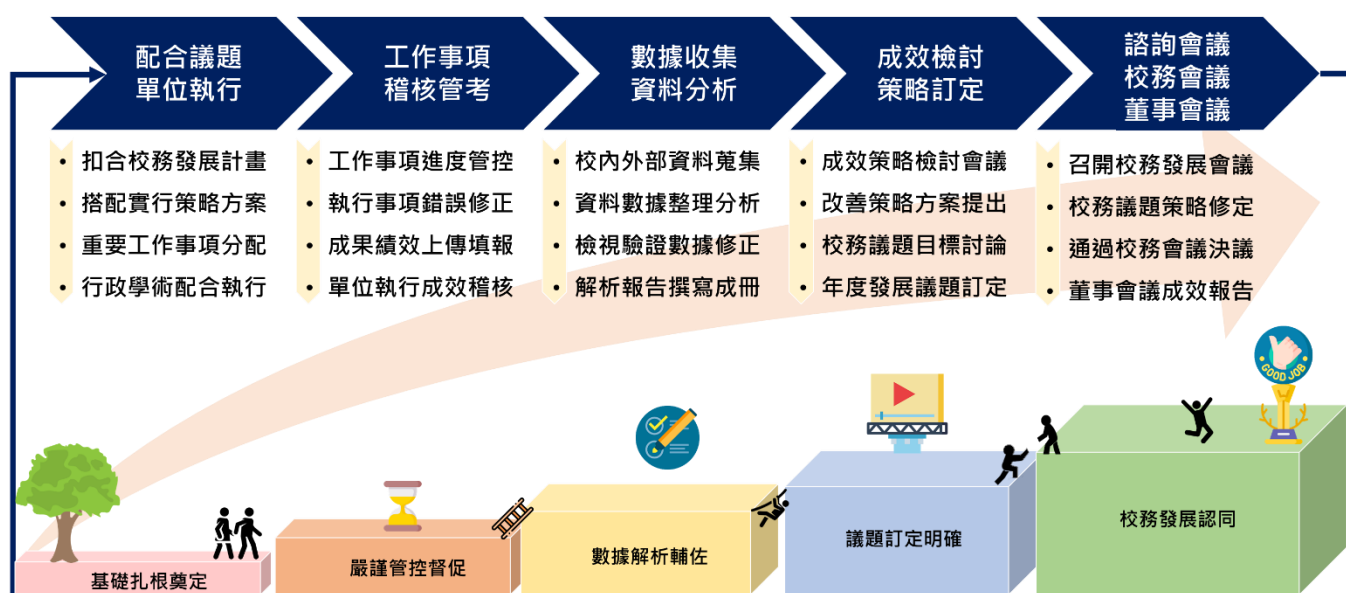 配合議題
單位執行
工作事項
稽核管考
數據收集
資料分析
成效檢討
策略訂定
諮詢會議
校務會議
董事會議
• 扣合校務發展計畫
• 搭配實行策略方案
• 重要工作事項分配
• 行政學術配合執行
• 工作事項進度管控
• 執行事項錯誤修正
• 成果績效上傳填報
• 單位執行成效稽核
• 校內外部資料蒐集
• 資料數據整理分析
• 檢視驗證數據修正
• 解析報告撰寫成冊
• 成效策略檢討會議
• 改善策略方案提出
• 校務議題目標討論
• 年度發展議題訂定
• 召開校務發展會議
• 校務議題策略修定
• 通過校務會議決議
• 董事會議成效報告
基礎扎根奠定
嚴謹管控督促
數據解析輔佐
議題訂定明確
校務發展認同
GOOD JOB